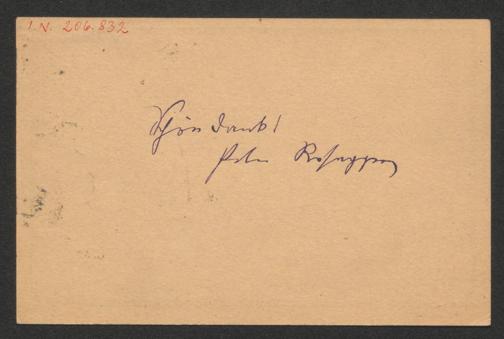 I.N. 206.832
Schön Dank!
Peter Rosegger